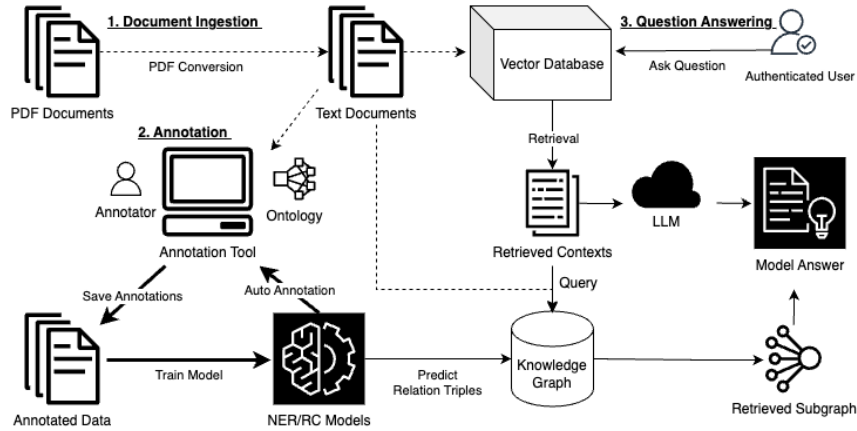 1. Document Ingestion
3. Question Answering
PDF Conversion
Vector Database
Ask Question
Authenticated User
PDF Documents
Text Documents
2. Annotation
Retrieval
Annotator
Ontology
LLM
Annotation Tool
Retrieved Contexts
Model Answer
Save Annotations
Auto Annotation
Query
Train Model
Predict
Relation Triples
Knowledge
Graph
Annotated Data
NER/RC Models
Retrieved Subgraph